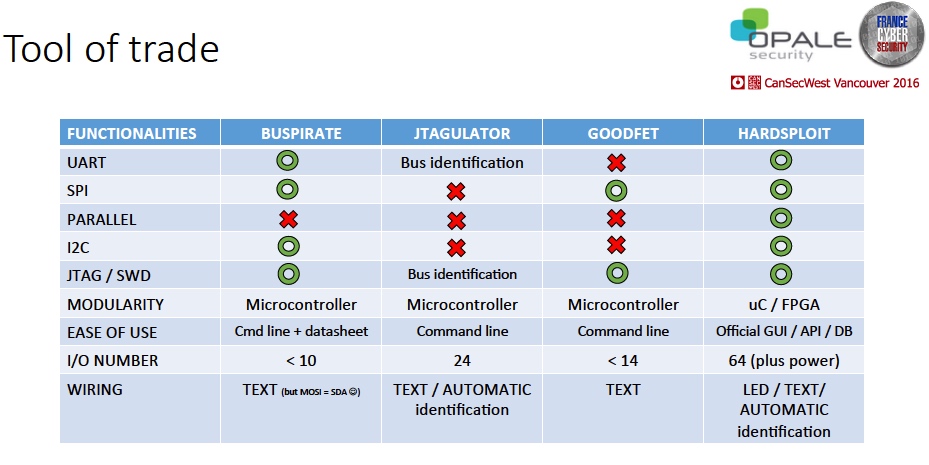 Tool of trade
OPALE
security
FRANCE
CYBER
SECURITY
CanSecWest Vancouver 2016
FUNCTIONALITIES BUSPIRATE JTAGULATOR GOODFET HARDSPLOIT
UART Bus identification
SPI
PARALLEL
I2C
JTAG / SWD Bus identification
MODULARITY Microcontroller Microcontroller Microcontroller uC / FPGA
EASE OF USE Cmd line + datasheet Command line Command line Official GUI / API / DB
I/O NUMBER < 10 24 < 14 64 (plus power)
WIRING TEXT (but MOSI = SDA ☺) TEXT / AUTOMATIC TEXT LED / TEXT/
identification AUTOMATIC
identification